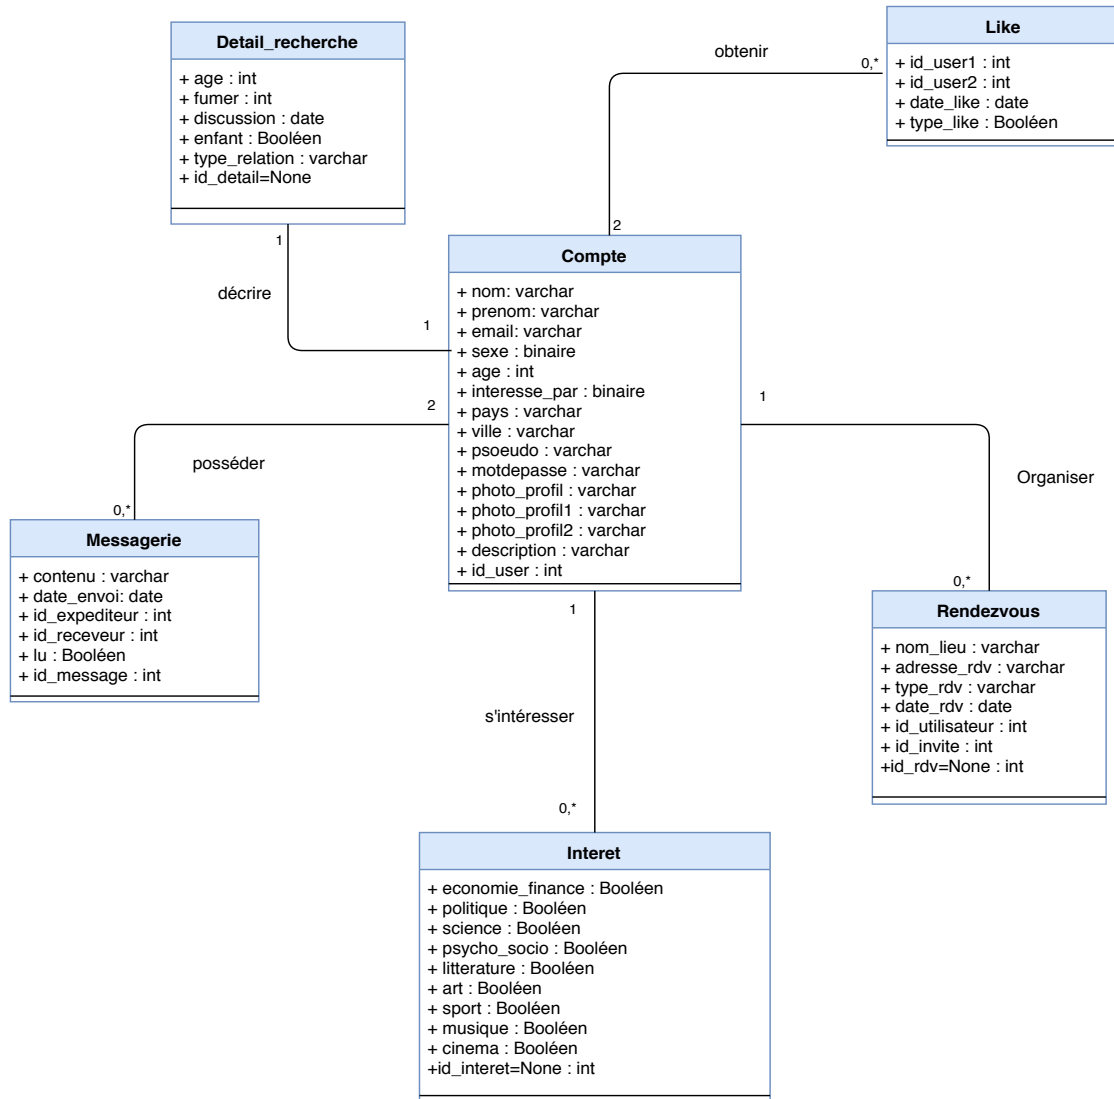 Detail_recherche
+ age : int
+ fumer : int
+ discussion : date
+ enfant : Booléen
+ type_relation : varchar
+ id_detail=None
obtenir
0,*
Like
+ id_user1 : int
+ id_user2 : int
+ date_like : date
+ type_like : Booléen
1
décrire
1
2
Compte
+ nom: varchar
+ prenom: varchar
+ email: varchar
+ sexe : binaire
+ age : int
+ interesse_par : binaire
+ pays : varchar
+ ville : varchar
+ psoeudo : varchar
+ motdepasse : varchar
+ photo_profil : varchar
+ photo_profil1 : varchar
+ photo_profil2 : varchar
+ description : varchar
+ id_user : int
2
posséder
0,*
Messagerie
+ contenu : varchar
+ date_envoi: date
+ id_expediteur : int
+ id_receveur : int
+ lu : Booléen
+ id_message : int
1
Organiser
0,*
Rendezvous
+ nom_lieu : varchar
+ adresse_rdv : varchar
+ type_rdv : varchar
+ date_rdv : date
+ id_utilisateur : int
+ id_invite : int
+id_rdv=None : int
1
s'intéresser
0,*
Interet
+ economie_finance : Booléen
+ politique : Booléen
+ science : Booléen
+ psycho_socio : Booléen
+ litterature : Booléen
+ art : Booléen
+ sport : Booléen
+ musique : Booléen
+ cinema : Booléen
+id_interet=None : int